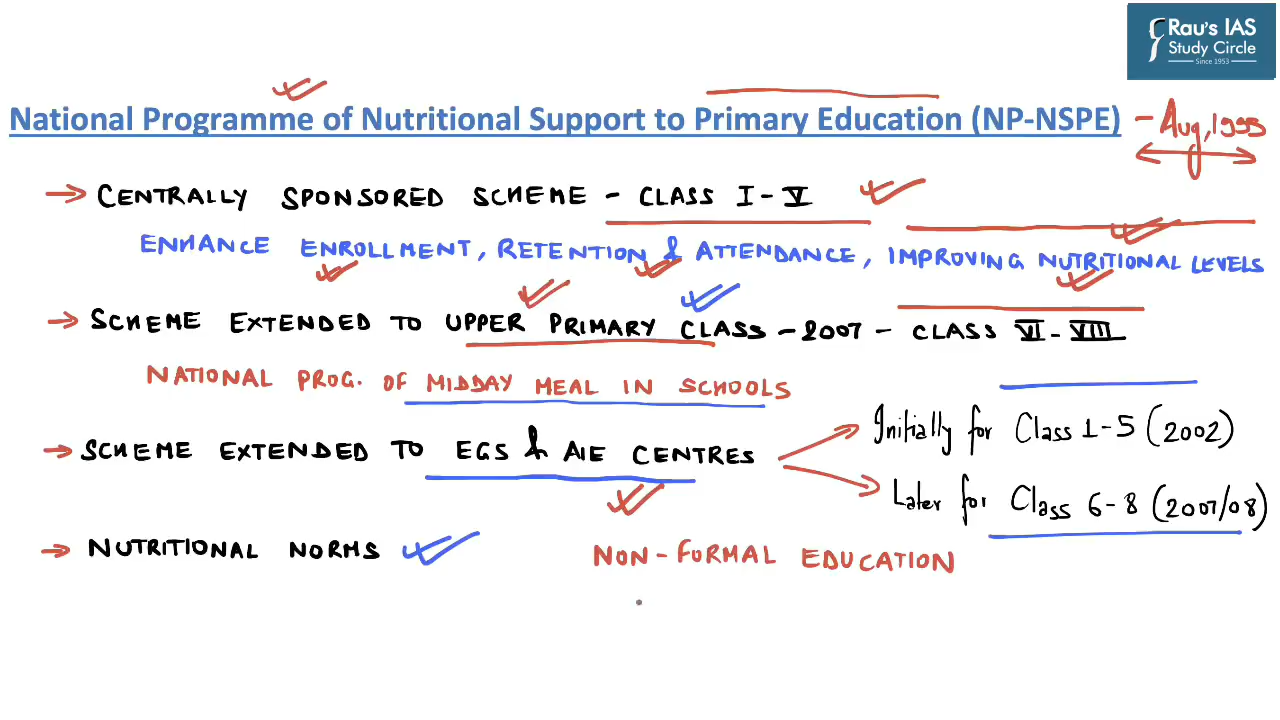 Rau's IAS
Study Circle
Since 1953
National Programme of Nutritional Support to Primary Education (NP-NSPE) - Aug, 1995
→ CENTRALLY SPONSORED SCHEME - CLASS I - V
ENHANCE ENROLLMENT, RETENTION & ATTENDANCE, IMPROVING NUTRITIONAL LEVELS
→ SCHEME EXTENDED TO UPPER PRIMARY CLASS - 2007 - CLASS VI - VIII
NATIONAL PROG. OF MIDDAY MEAL IN SCHOOLS
→ SCHEME EXTENDED TO EGS & AIE CENTRES
Initially for Class 1-5 (2002)
Later for Class 6-8 (2007/08)
→ NUTRITIONAL NORMS
NON-FORMAL EDUCATION